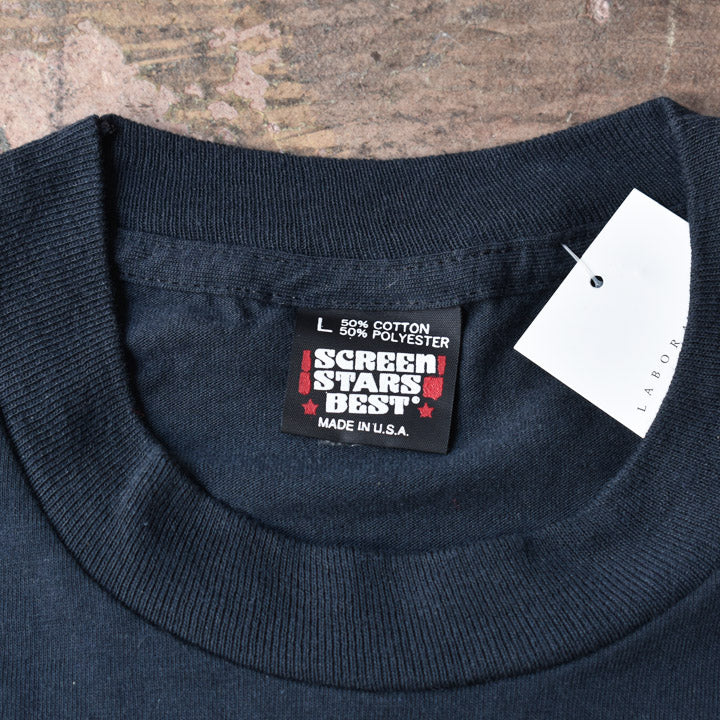 L 50% COTTON
50% POLYESTER
SCREEN
STARS
BEST®
MADE IN U.S.A.